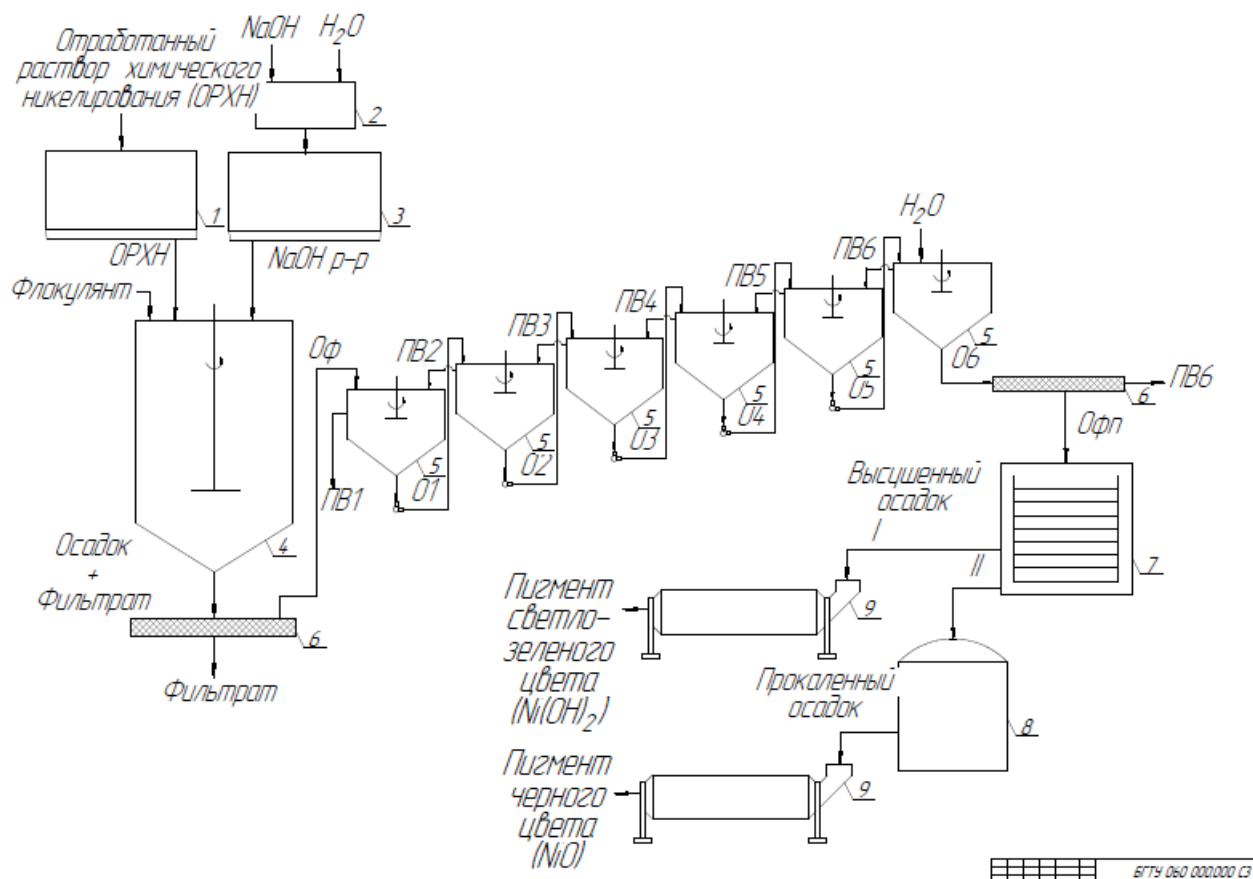 NaOH
H₂O
Отработанный
раствор химического
никелирования (ОРХН)
2
1
3
ОРХН
NaOH р-р
Флокулянт
H₂O
ПВ6
ПВ5
ПВ4
ПВ3
ПВ2
Оф
5
О6
5
О5
5
О4
5
О3
5
О2
5
О1
ПВ1
6
ПВ6
Офп
4
Осадок
+
Фильтрат
6
Фильтрат
Высушенный
осадок
I
II
7
9
Пигмент
светло-
зеленого
цвета
(Ni(OH)₂)
Прокаленный
осадок
8
9
Пигмент
черного
цвета
(NiO)
БГТУ 060 000.000 СЗ